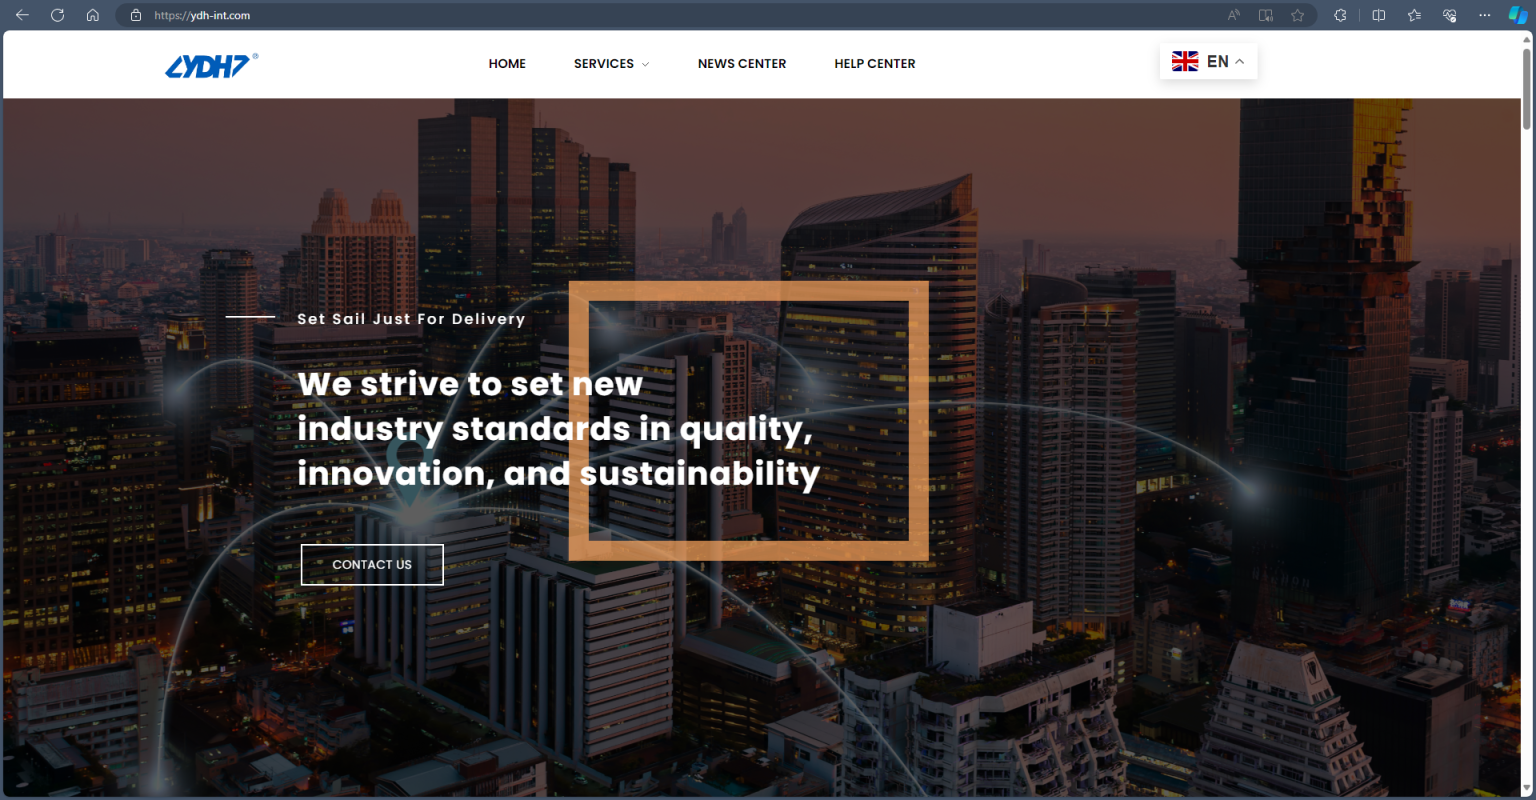 https://ydh-int.com
YDH7®
HOME
SERVICES
NEWS CENTER
HELP CENTER
EN
Set Sail Just For Delivery
We strive to set new
industry standards in quality,
innovation, and sustainability
CONTACT US